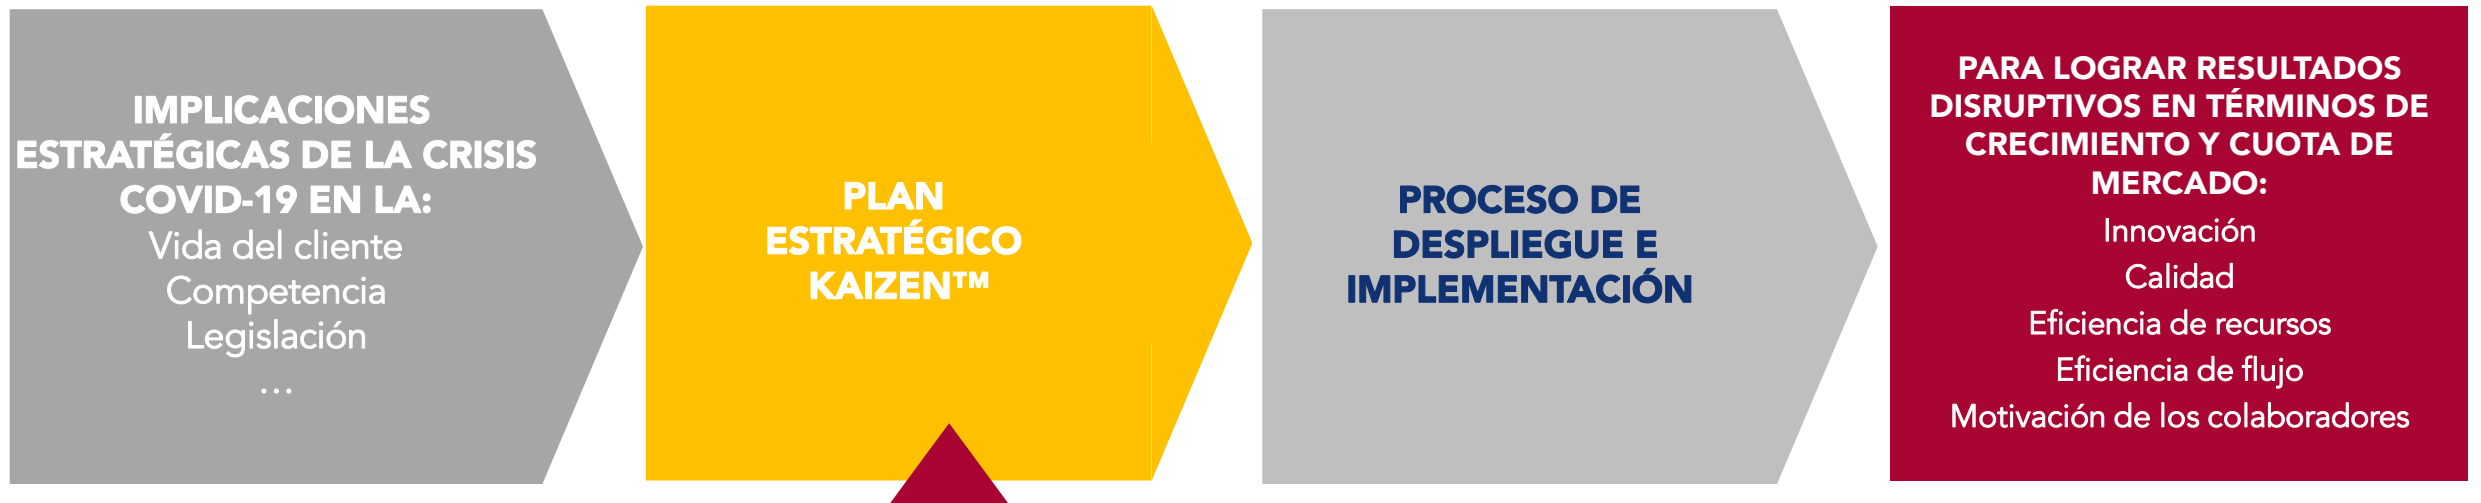 IMPLICACIONES
ESTRATÉGICAS DE LA CRISIS
COVID-19 EN LA:
Vida del cliente
Competencia
Legislación
…
PLAN
ESTRATÉGICO
KAIZEN™
PROCESO DE
DESPLIEGUE E
IMPLEMENTACIÓN
PARA LOGRAR RESULTADOS
DISRUPTIVOS EN TÉRMINOS DE
CRECIMIENTO Y CUOTA DE
MERCADO:
Innovación
Calidad
Eficiencia de recursos
Eficiencia de flujo
Motivación de los colaboradores